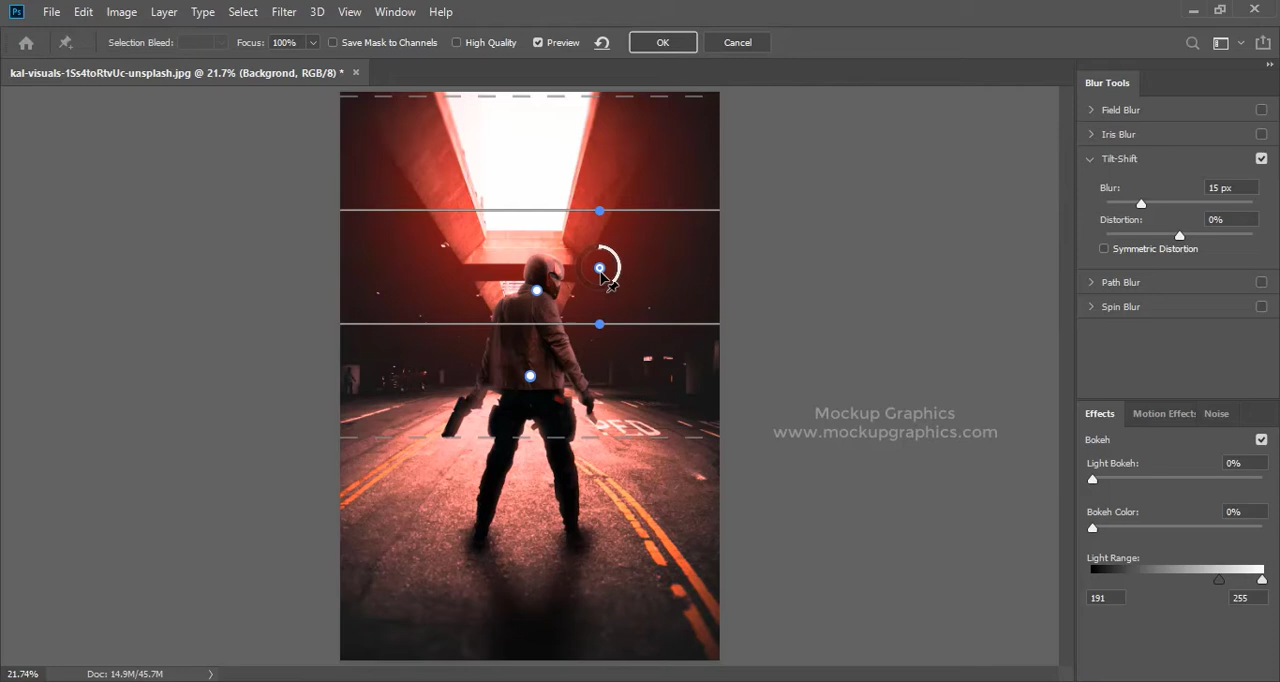 Ps File Edit Image Layer Type Select Filter 3D View Window Help
Selection Bleed: Focus: 100% Save Mask to Channels High Quality Preview OK Cancel
kal-visuals-1Ss4toRtvUc-unsplash.jpg @ 21.7% (Backgrond, RGB/8) *
Blur Tools
Field Blur
Iris Blur
Tilt-Shift
Blur: 15 px
Distortion: 0%
Symmetric Distortion
Path Blur
Spin Blur
RED
Mockup Graphics
www.mockupgraphics.com
Effects Motion Effect: Noise
Bokeh
Light Bokeh: 0%
Bokeh Color: 0%
Light Range:
191 255
21.74% Doc: 14.9M/45.7M